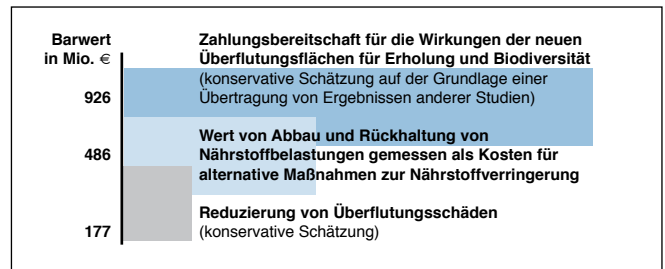 Barwert
in Mio. €
926
486
177
Zahlungsbereitschaft für die Wirkungen der neuen
Überflutungsflächen für Erholung und Biodiversität
(konservative Schätzung auf der Grundlage einer
Übertragung von Ergebnissen anderer Studien)
Wert von Abbau und Rückhaltung von
Nährstoffbelastungen gemessen als Kosten für
alternative Maßnahmen zur Nährstoffverringerung
Reduzierung von Überflutungsschäden
(konservative Schätzung)